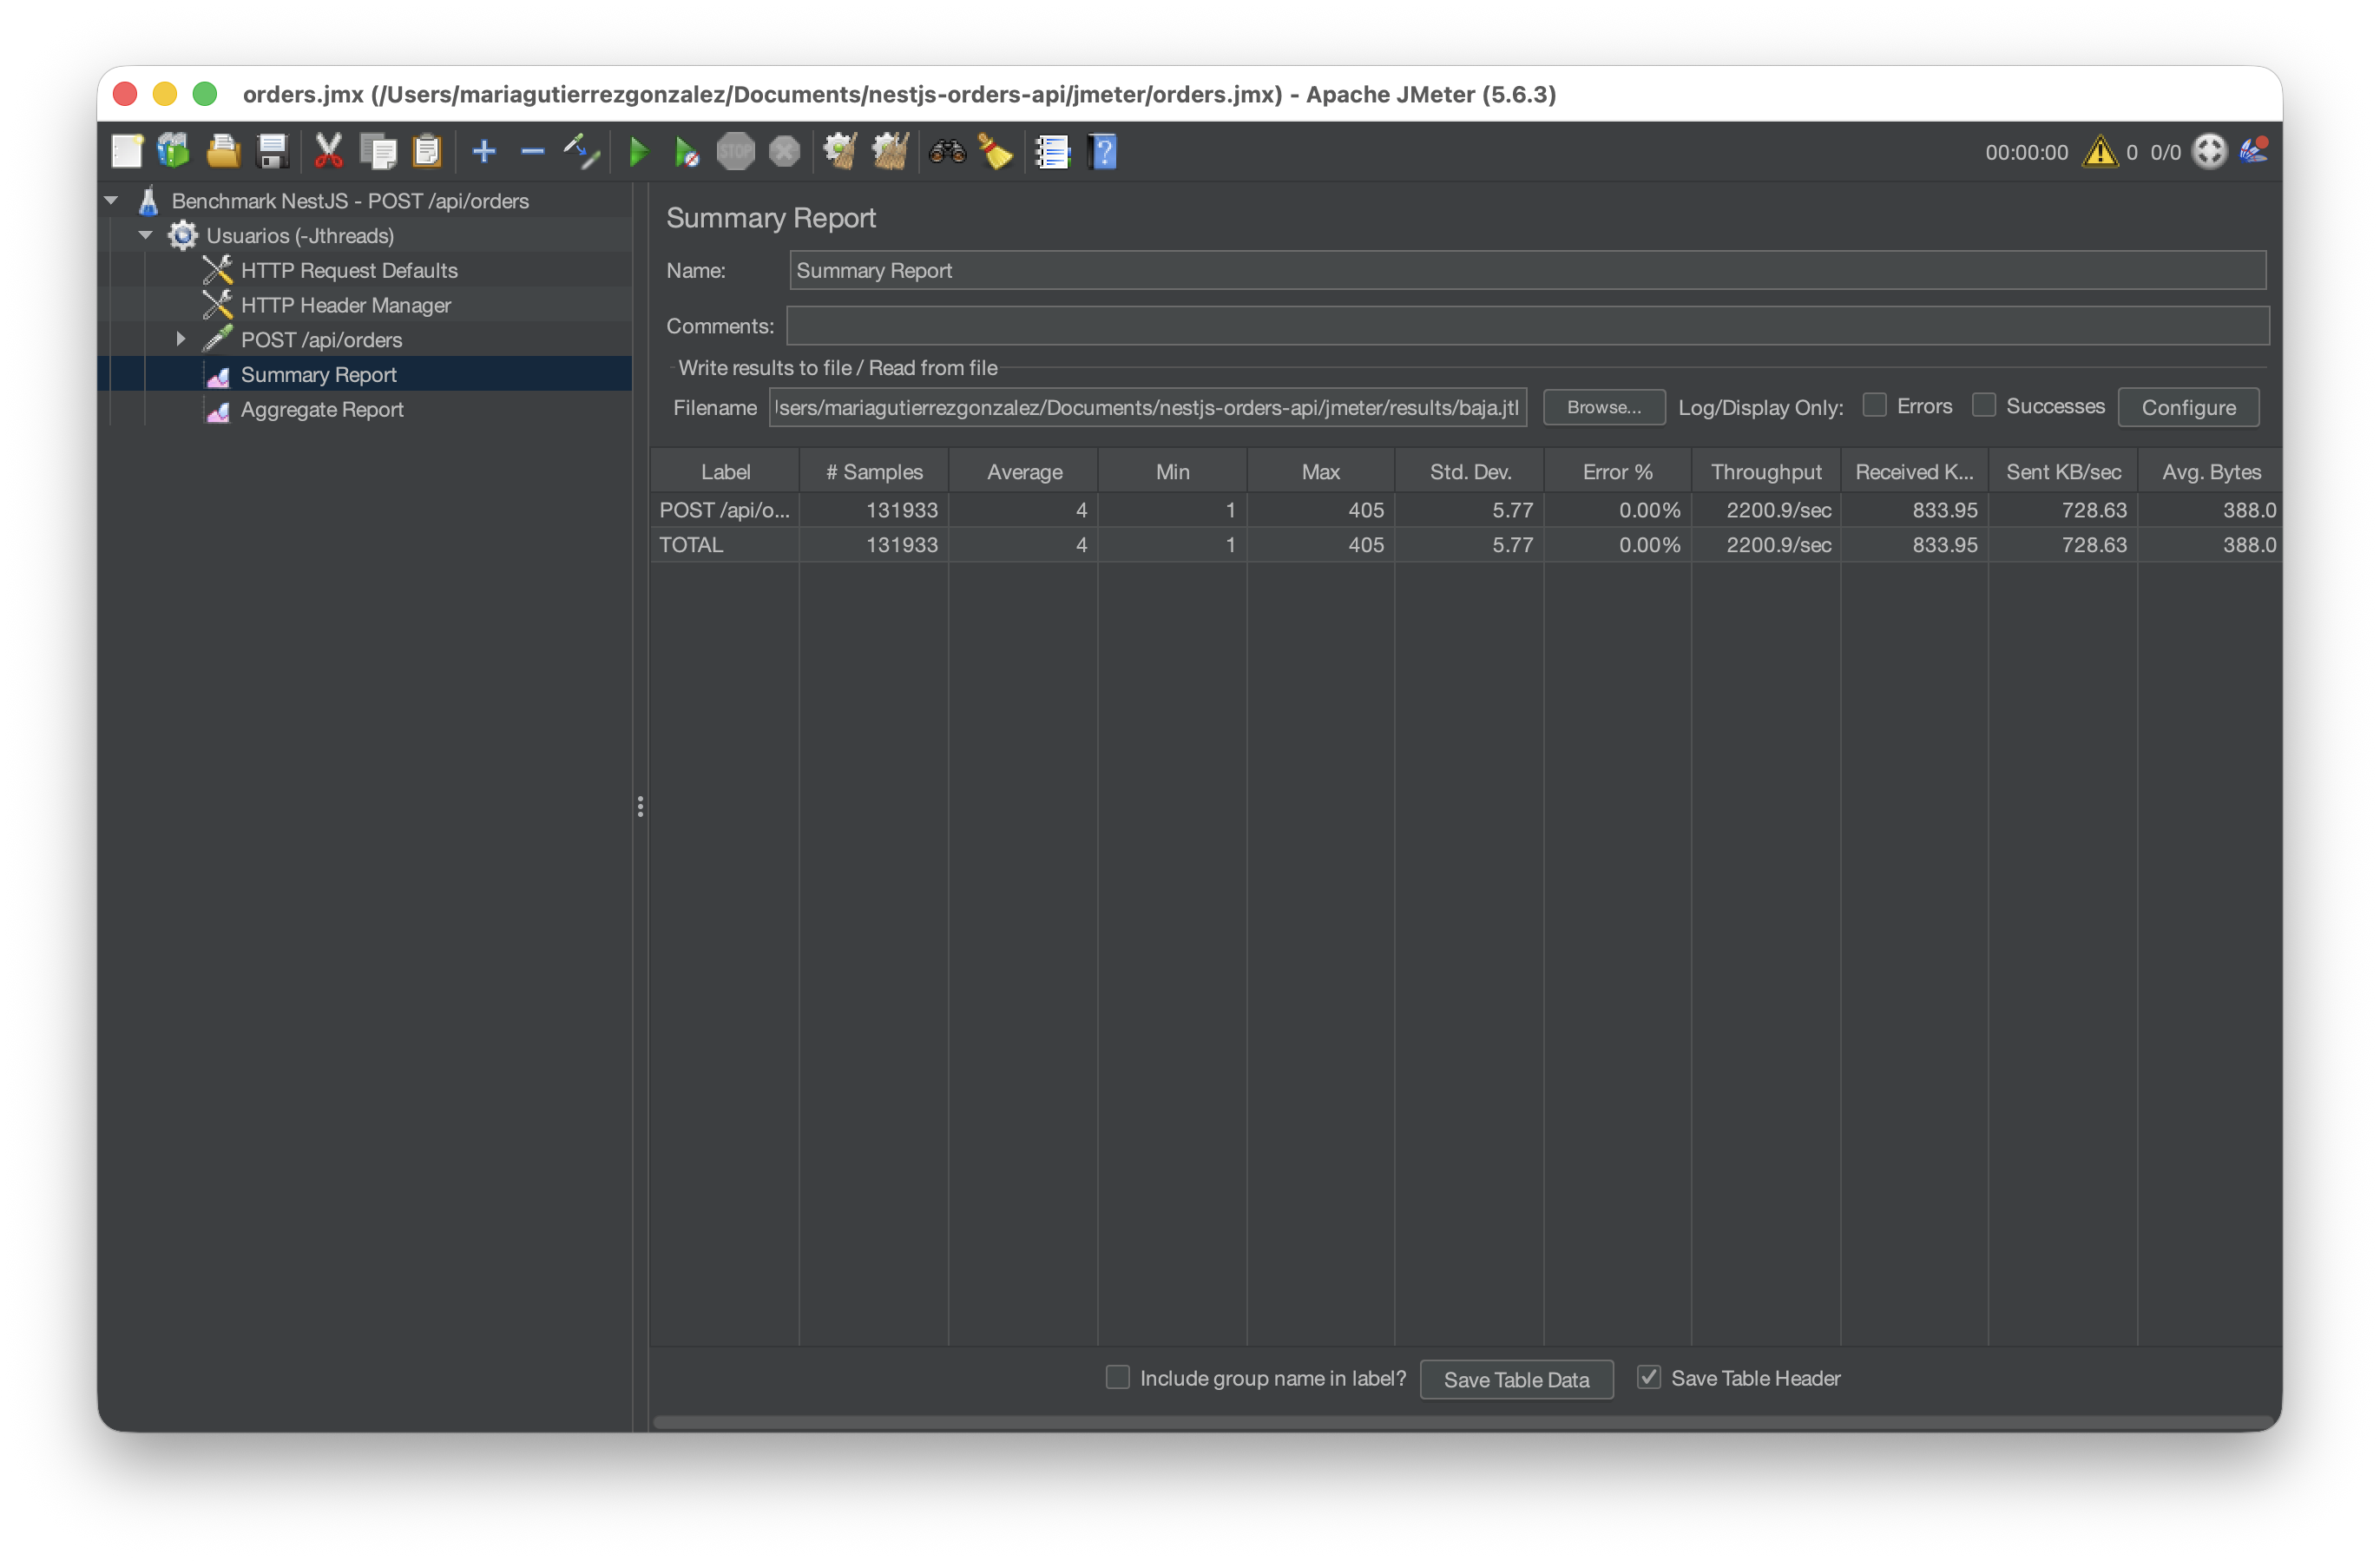 orders.jmx (/Users/mariagutierrezgonzalez/Documents/nestjs-orders-api/jmeter/orders.jmx) - Apache JMeter (5.6.3)
STOP
?
00:00:00 0 0/0
Benchmark NestJS - POST /api/orders
Usuarios (-Jthreads)
HTTP Request Defaults
HTTP Header Manager
POST /api/orders
Summary Report
Aggregate Report
Summary Report
Name: Summary Report
Comments:
Write results to file / Read from file
Filename sers/mariagutierrezgonzalez/Documents/nestjs-orders-api/jmeter/results/baja.jtl Browse... Log/Display Only: Errors Successes Configure
Label # Samples Average Min Max Std. Dev. Error % Throughput Received K... Sent KB/sec Avg. Bytes
POST /api/o... 131933 4 1 405 5.77 0.00% 2200.9/sec 833.95 728.63 388.0
TOTAL 131933 4 1 405 5.77 0.00% 2200.9/sec 833.95 728.63 388.0
Include group name in label? Save Table Data Save Table Header